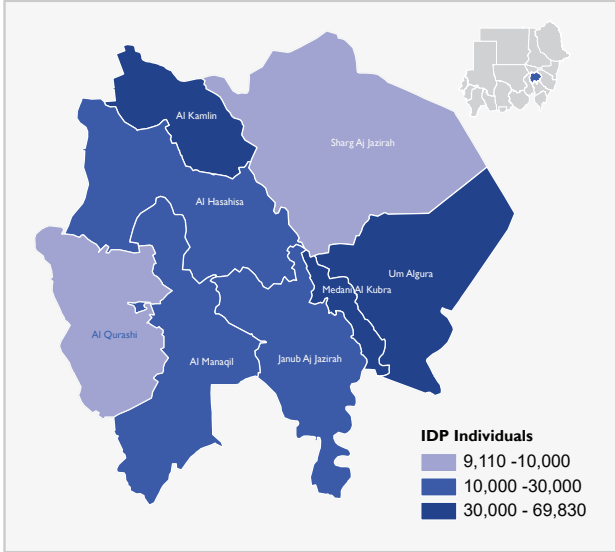 Al Kamlin
Sharg Aj Jazirah
Al Hasahisa
Um Algura
Medani Al Kubra
Al Qurashi
Al Manaqil
Janub Aj Jazirah
IDP Individuals
9,110 -10,000
10,000 -30,000
30,000 - 69,830